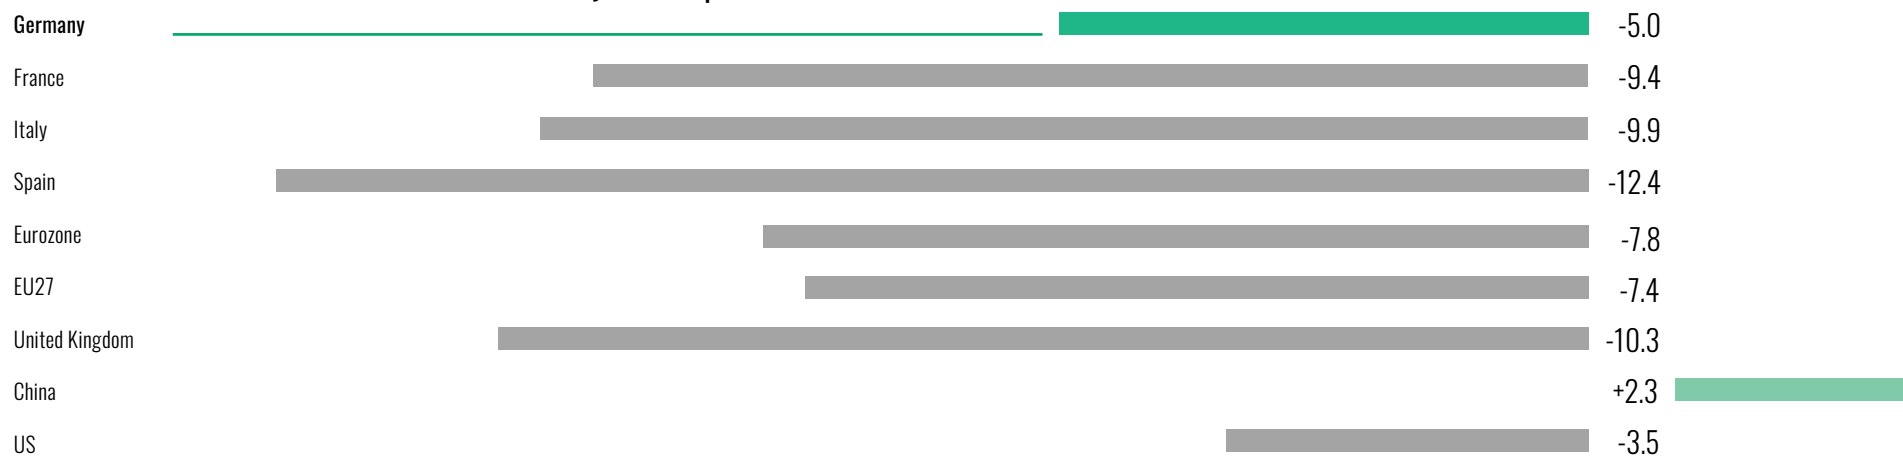 Germany -5.0
France -9.4
Italy -9.9
Spain -12.4
Eurozone -7.8
EU27 -7.4
United Kingdom -10.3
China +2.3
US -3.5